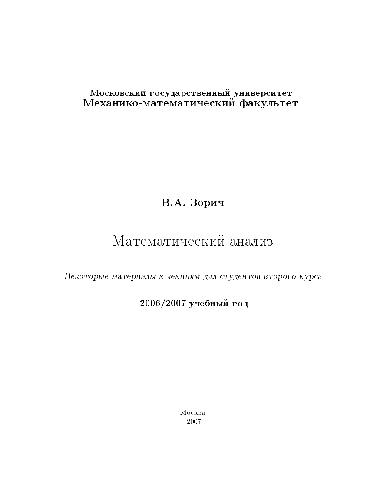 Московский государственный университет
Механико-математический факультет
В.А. Зорич
Математический анализ
Некоторые материалы к лекциям для студентов второго курса
2006/2007 учебный год
Москва
2007